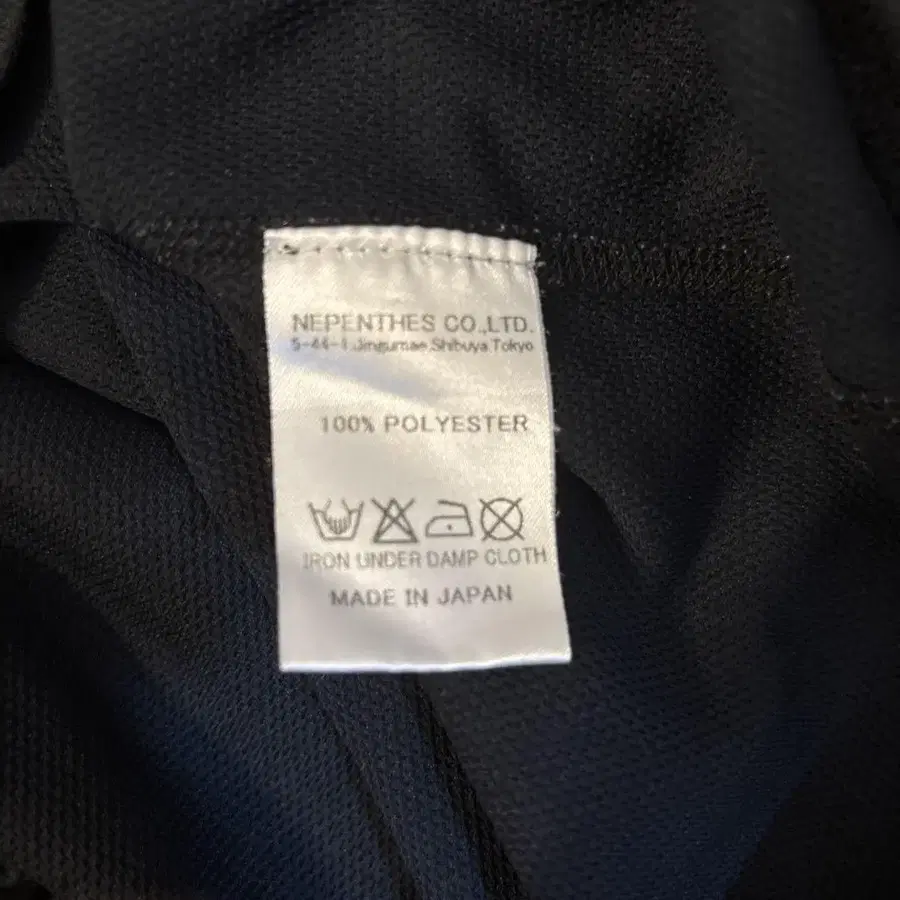 NEPENTHES CO.,LTD.
5-44-1 Jingumae Shibuya Tokyo
100% POLYESTER
IRON UNDER DAMP CLOTH
MADE IN JAPAN